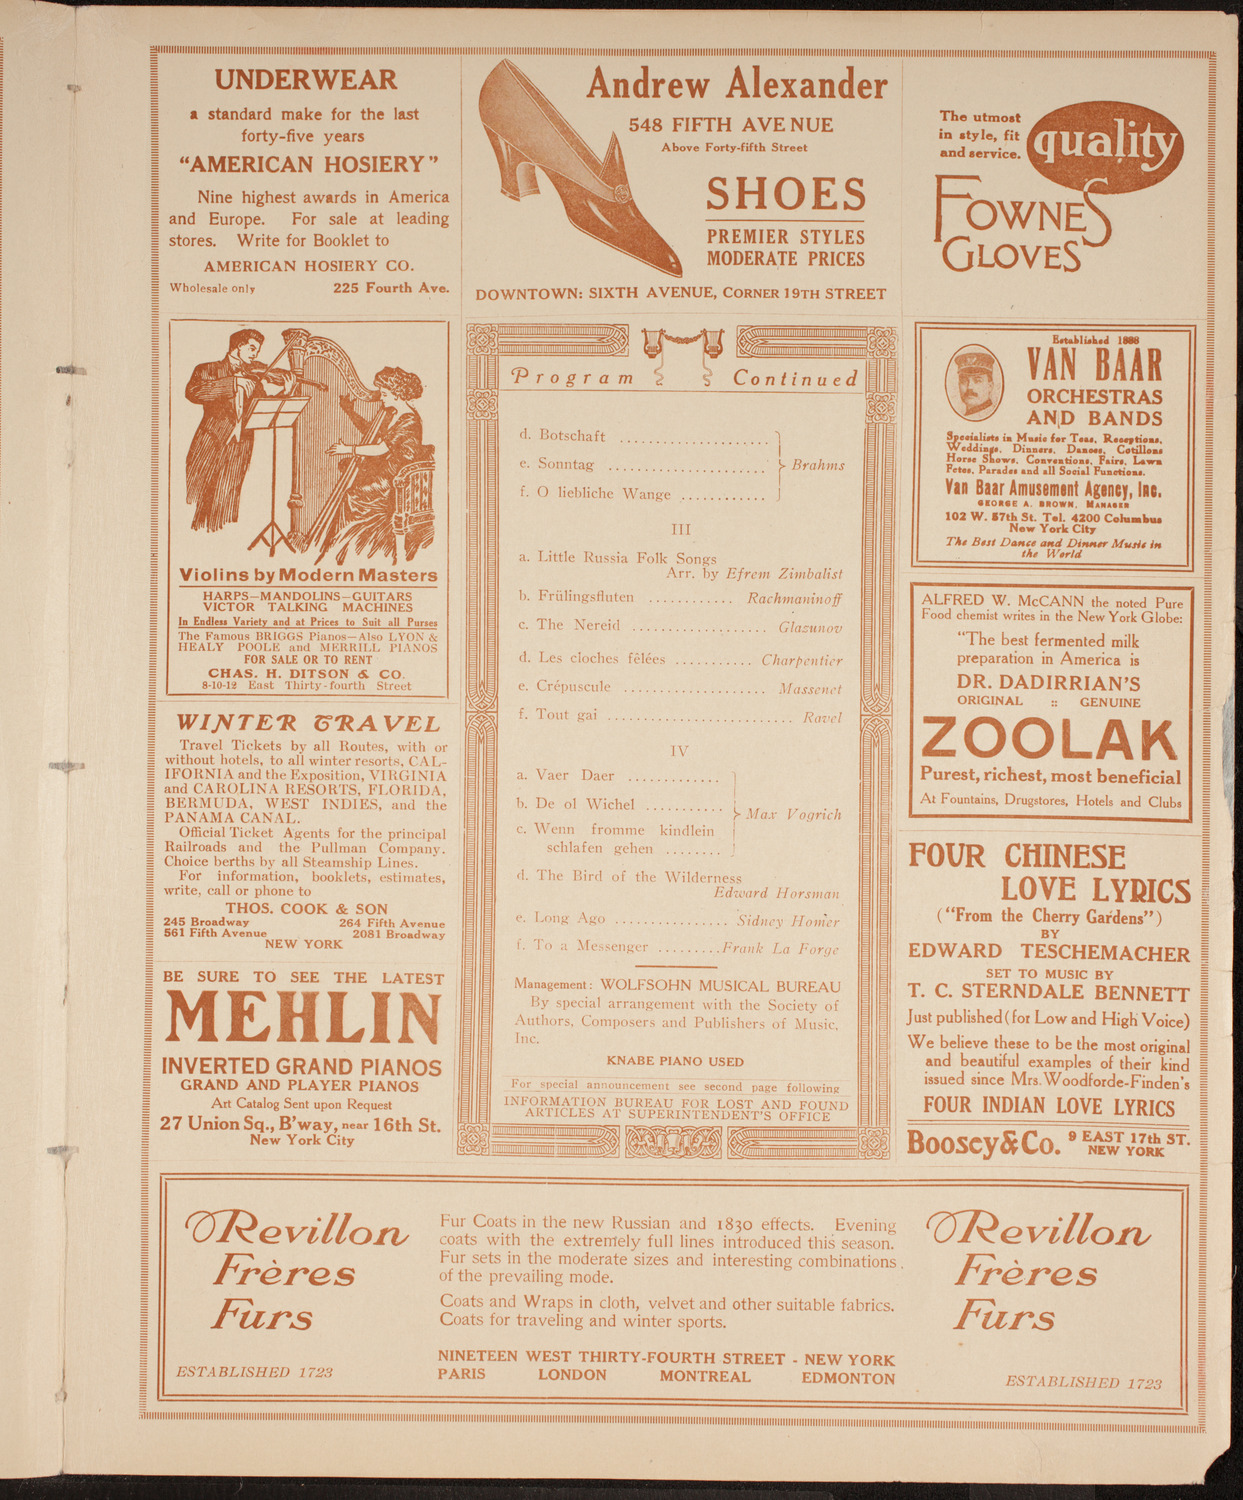 UNDERWEAR
a standard make for the last
forty-five years
"AMERICAN HOSIERY"
Nine highest awards in America
and Europe. For sale at leading
stores. Write for Booklet to
AMERICAN HOSIERY CO.
Wholesale only 225 Fourth Ave.
Andrew Alexander
548 FIFTH AVENUE
Above Forty-fifth Street
SHOES
PREMIER STYLES
MODERATE PRICES
DOWNTOWN: SIXTH AVENUE, CORNER 19TH STREET
The utmost
in style, fit
and service.
quality
FOWNES
GLOVES
Violins by Modern Masters
HARPS—MANDOLINS—GUITARS
VICTOR TALKING MACHINES
In Endless Variety and at Prices to Suit all Purses
The Famous BRIGGS Pianos—Also LYON &
HEALY POOLE and MERRILL PIANOS
FOR SALE OR TO RENT
CHAS. H. DITSON & CO.
8-10-12 East Thirty-fourth Street
WINTER TRAVEL
Travel Tickets by all Routes, with or
without hotels, to all winter resorts, CAL-
IFORNIA and the Exposition, VIRGINIA
and CAROLINA RESORTS, FLORIDA,
BERMUDA, WEST INDIES, and the
PANAMA CANAL.
Official Ticket Agents for the principal
Railroads and the Pullman Company.
Choice berths by all Steamship Lines.
For information, booklets, estimates,
write, call or phone to
THOS. COOK & SON
245 Broadway 264 Fifth Avenue
561 Fifth Avenue 2081 Broadway
NEW YORK
BE SURE TO SEE THE LATEST
MEHLIN
INVERTED GRAND PIANOS
GRAND AND PLAYER PIANOS
Art Catalog Sent upon Request
27 Union Sq., B'way, near 16th St.
New York City
Program Continued
d. Botschaft ....................
e. Sonntag ..................... Brahms
f. O liebliche Wange ............
III
a. Little Russia Folk Songs
Arr. by Efrem Zimbalist
b. Frülingsfluten ............ Rachmaninoff
c. The Nereid ................... Glazunov
d. Les cloches fêlées ........... Charpentier
e. Crépuscule .................... Massenet
f. Tout gai .......................... Ravel
IV
a. Vaer Daer .............
b. De ol Wichel ........... Max Vogrich
c. Wenn fromme kindlein
schlafen gehen ........
d. The Bird of the Wilderness
Edward Horsman
e. Long Ago ................. Sidney Homer
f. To a Messenger .........Frank La Forge
Management: WOLFSOHN MUSICAL BUREAU
By special arrangement with the Society of
Authors, Composers and Publishers of Music,
Inc.
KNABE PIANO USED
For special announcement see second page following
INFORMATION BUREAU FOR LOST AND FOUND
ARTICLES AT SUPERINTENDENT'S OFFICE
Established 1888
VAN BAAR
ORCHESTRAS
AND BANDS
Specialists in Music for Teas, Receptions,
Weddings, Dinners, Dances, Cotillons
Horse Shows, Conventions, Fairs, Lawn
Fetes, Parades and all Social Functions.
Van Baar Amusement Agency, Inc.
GEORGE A. BROWN, MANAGER
102 W. 57th St. Tel. 4200 Columbus
New York City
The Best Dance and Dinner Music in
the World
ALFRED W. McCANN the noted Pure
Food chemist writes in the New York Globe:
"The best fermented milk
preparation in America is
DR. DADIRRIAN'S
ORIGINAL :: GENUINE
ZOOLAK
Purest, richest, most beneficial
At Fountains, Drugstores, Hotels and Clubs
FOUR CHINESE
LOVE LYRICS
("From the Cherry Gardens")
BY
EDWARD TESCHEMACHER
SET TO MUSIC BY
T. C. STERNDALE BENNETT
Just published (for Low and High Voice)
We believe these to be the most original
and beautiful examples of their kind
issued since Mrs. Woodforde-Finden's
FOUR INDIAN LOVE LYRICS
Boosey & Co. 9 EAST 17th ST.
NEW YORK
Revillon
Frères
Furs
ESTABLISHED 1723
Fur Coats in the new Russian and 1830 effects. Evening
coats with the extremely full lines introduced this season.
Fur sets in the moderate sizes and interesting combinations
of the prevailing mode.
Coats and Wraps in cloth, velvet and other suitable fabrics.
Coats for traveling and winter sports.
NINETEEN WEST THIRTY-FOURTH STREET - NEW YORK
PARIS LONDON MONTREAL EDMONTON
Revillon
Frères
Furs
ESTABLISHED 1723